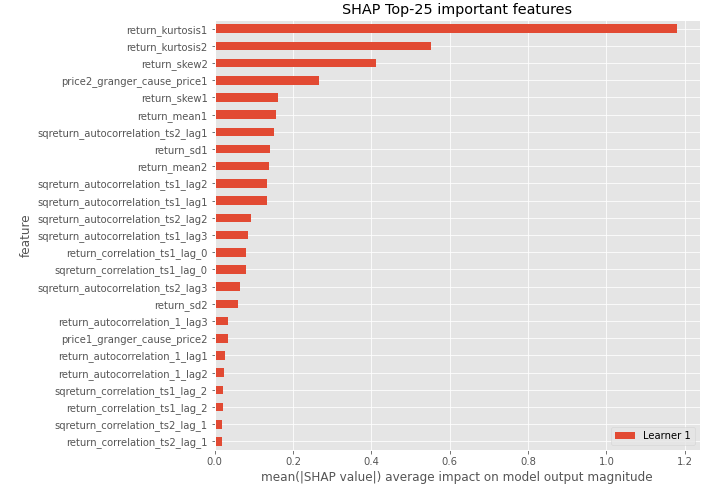 SHAP Top-25 important features
return_kurtosis1
return_kurtosis2
return_skew2
price2_granger_cause_price1
return_skew1
return_mean1
sqreturn_autocorrelation_ts2_lag1
return_sd1
return_mean2
sqreturn_autocorrelation_ts1_lag2
sqreturn_autocorrelation_ts1_lag1
sqreturn_autocorrelation_ts2_lag2
sqreturn_autocorrelation_ts1_lag3
return_correlation_ts1_lag_0
sqreturn_correlation_ts1_lag_0
sqreturn_autocorrelation_ts2_lag3
return_sd2
return_autocorrelation_1_lag3
price1_granger_cause_price2
return_autocorrelation_1_lag1
return_autocorrelation_1_lag2
sqreturn_correlation_ts1_lag_2
return_correlation_ts1_lag_2
sqreturn_correlation_ts2_lag_1
return_correlation_ts2_lag_1
feature
Learner 1
0.0 0.2 0.4 0.6 0.8 1.0 1.2
mean(|SHAP value|) average impact on model output magnitude